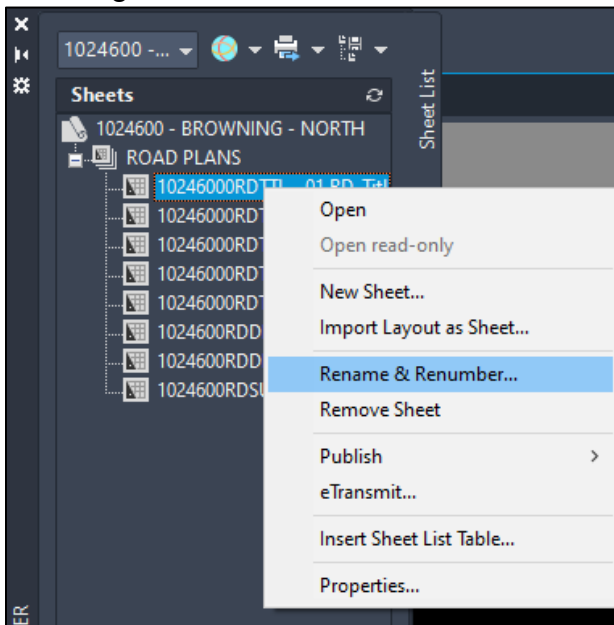 1024600 -...
Sheets
Sheet List
1024600 - BROWNING - NORTH
ROAD PLANS
10246000RDTTL - 01 RD_Titl
10246000RDT
10246000RDT
10246000RDT
10246000RDT
1024600RDD
1024600RDD
1024600RDSU
Open
Open read-only
New Sheet...
Import Layout as Sheet...
Rename & Renumber...
Remove Sheet
Publish
eTransmit...
Insert Sheet List Table...
Properties...
ER